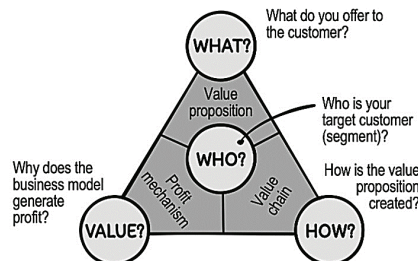 What do you offer to
the customer?
WHAT?
Value
proposition
Who is your
target customer
(segment)?
WHO?
Why does the
business model
generate
profit?
How is the value
proposition
created?
Profit
mechanism
Value
chain
VALUE?
HOW?